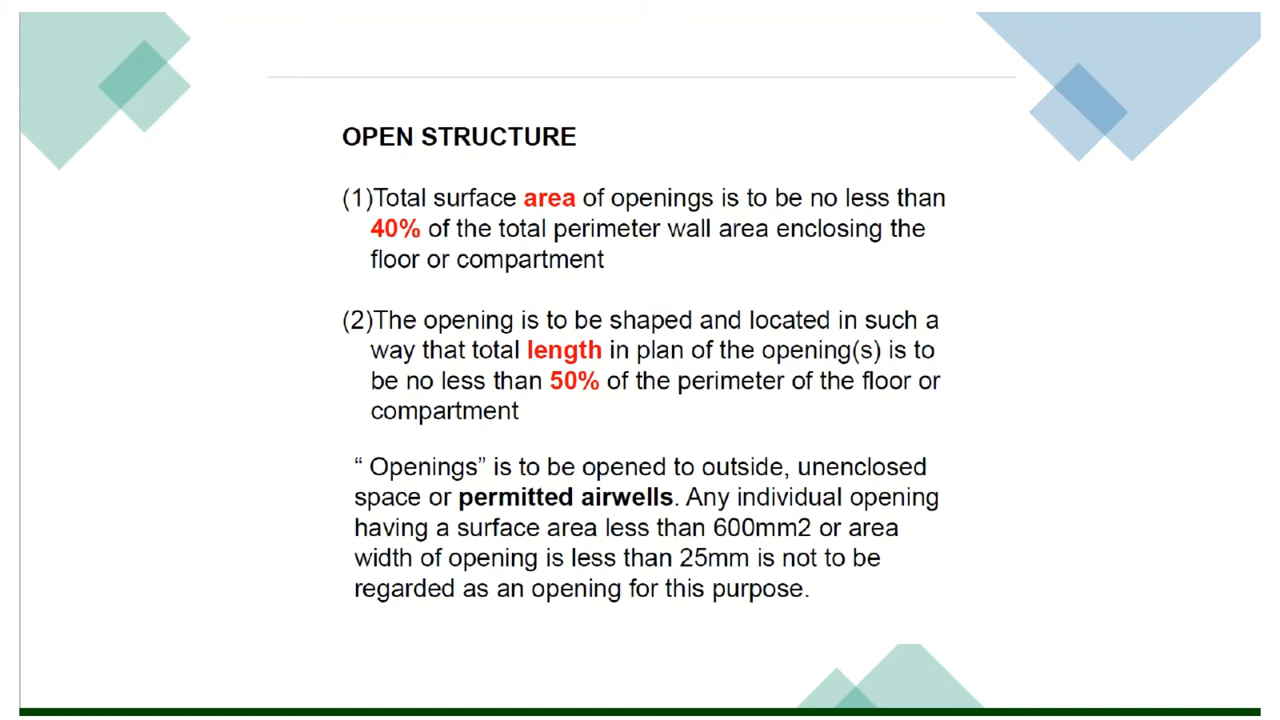 OPEN STRUCTURE
(1)Total surface area of openings is to be no less than
40% of the total perimeter wall area enclosing the
floor or compartment
(2)The opening is to be shaped and located in such a
way that total length in plan of the opening(s) is to
be no less than 50% of the perimeter of the floor or
compartment
“ Openings” is to be opened to outside, unenclosed
space or permitted airwells. Any individual opening
having a surface area less than 600mm2 or area
width of opening is less than 25mm is not to be
regarded as an opening for this purpose.